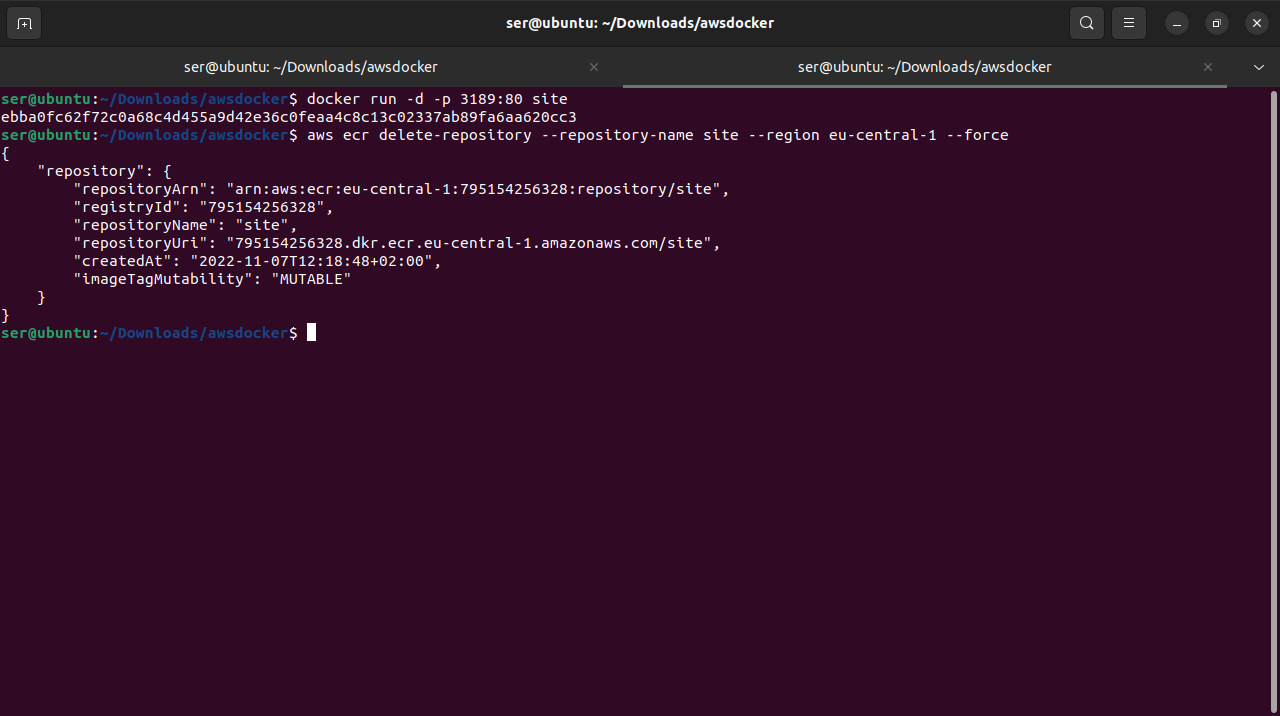 ser@ubuntu: ~/Downloads/awsdocker
ser@ubuntu: ~/Downloads/awsdocker
ser@ubuntu: ~/Downloads/awsdocker
ser@ubuntu:~/Downloads/awsdocker$ docker run -d -p 3189:80 site
ebba0fc62f72c0a68c4d455a9d42e36c0feaa4c8c13c02337ab89fa6aa620cc3
ser@ubuntu:~/Downloads/awsdocker$ aws ecr delete-repository --repository-name site --region eu-central-1 --force
{
    "repository": {
        "repositoryArn": "arn:aws:ecr:eu-central-1:795154256328:repository/site",
        "registryId": "795154256328",
        "repositoryName": "site",
        "repositoryUri": "795154256328.dkr.ecr.eu-central-1.amazonaws.com/site",
        "createdAt": "2022-11-07T12:18:48+02:00",
        "imageTagMutability": "MUTABLE"
    }
}
ser@ubuntu:~/Downloads/awsdocker$